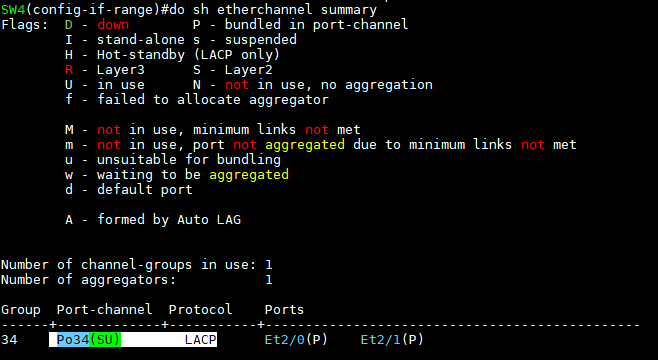 SW4(config-if-range)#do sh etherchannel summary
Flags:  D - down        P - bundled in port-channel
        I - stand-alone s - suspended
        H - Hot-standby (LACP only)
        R - Layer3      S - Layer2
        U - in use      N - not in use, no aggregation
        f - failed to allocate aggregator

        M - not in use, minimum links not met
        m - not in use, port not aggregated due to minimum links not met
        u - unsuitable for bundling
        w - waiting to be aggregated
        d - default port

        A - formed by Auto LAG

Number of channel-groups in use: 1
Number of aggregators:           1

Group  Port-channel  Protocol    Ports
------+-------------+-----------+-----------------------------------------------
34     Po34(SU)        LACP      Et2/0(P)    Et2/1(P)